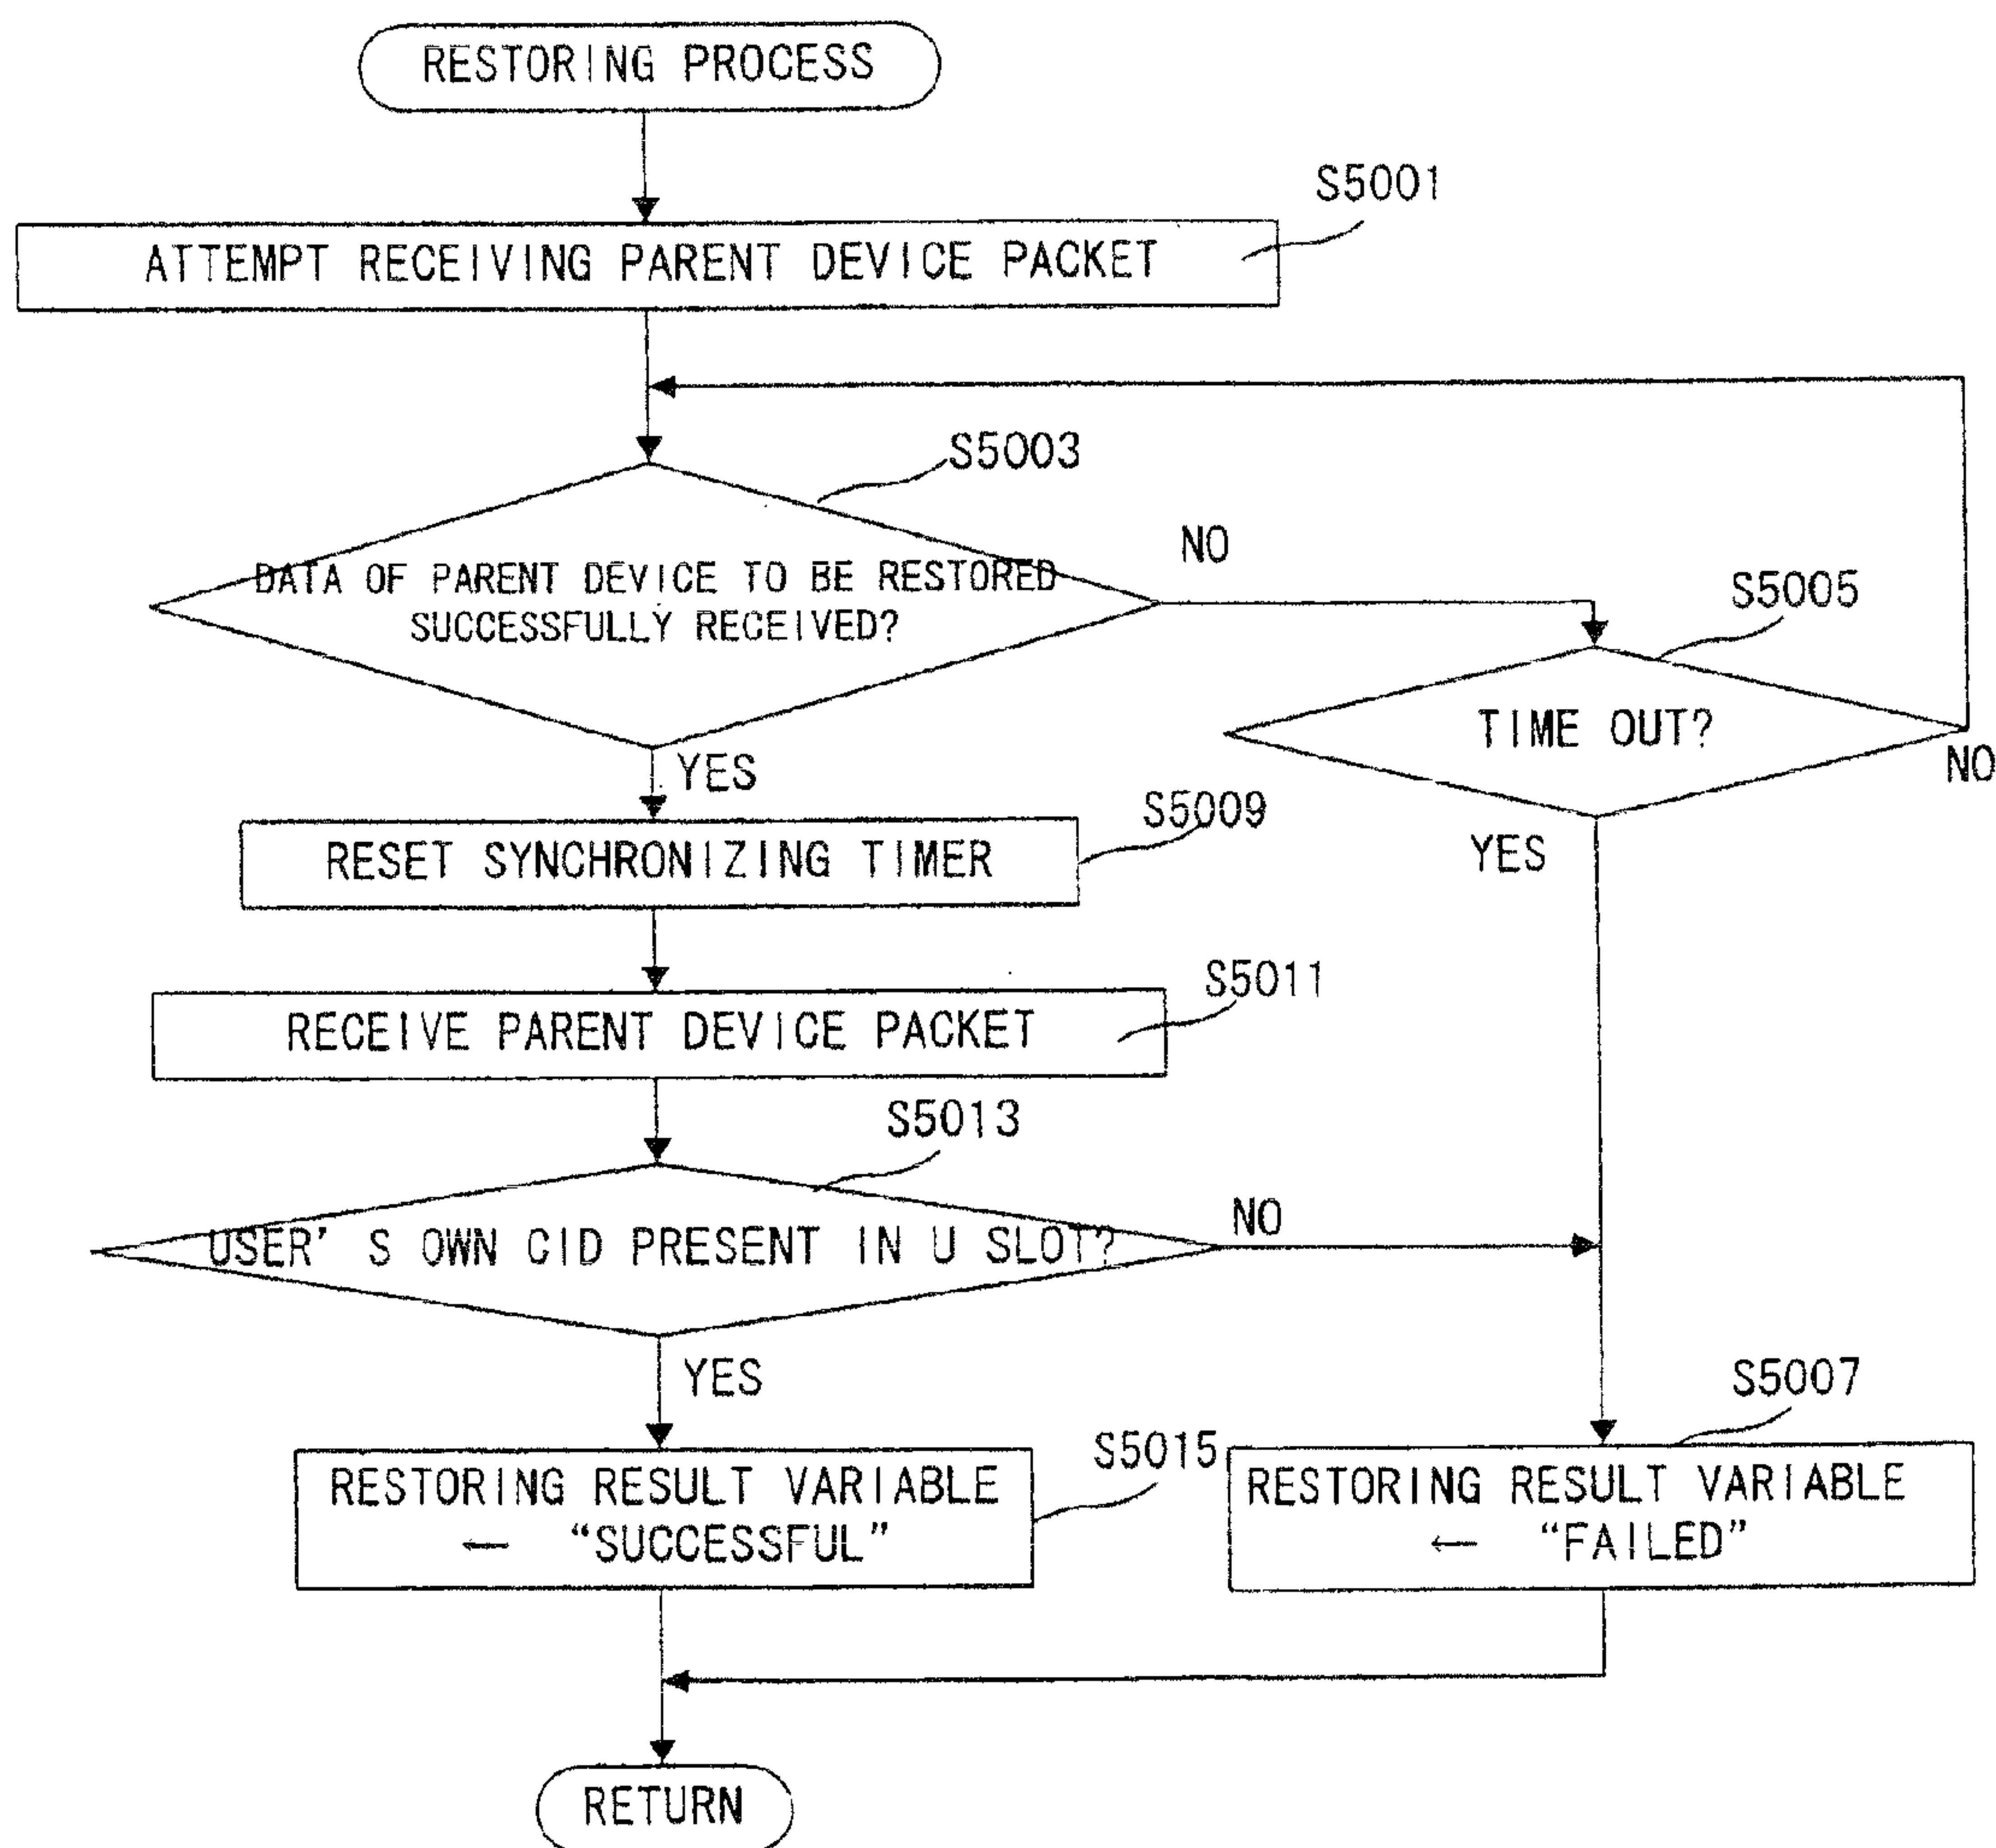 RESTORING PROCESS
S5001
ATTEMPT RECEIVING PARENT DEVICE PACKET
S5003
NO
DATA OF PARENT DEVICE TO BE RESTORED
SUCCESSFULLY RECEIVED?
S5005
TIME OUT?
NO
YES
YES
S5009
RESET SYNCHRONIZING TIMER
S5011
RECEIVE PARENT DEVICE PACKET
S5013
NO
USER' S OWN CID PRESENT IN U SLOT?
YES
S5007
S5015
RESTORING RESULT VARIABLE
← "SUCCESSFUL"
RESTORING RESULT VARIABLE
← "FAILED"
RETURN